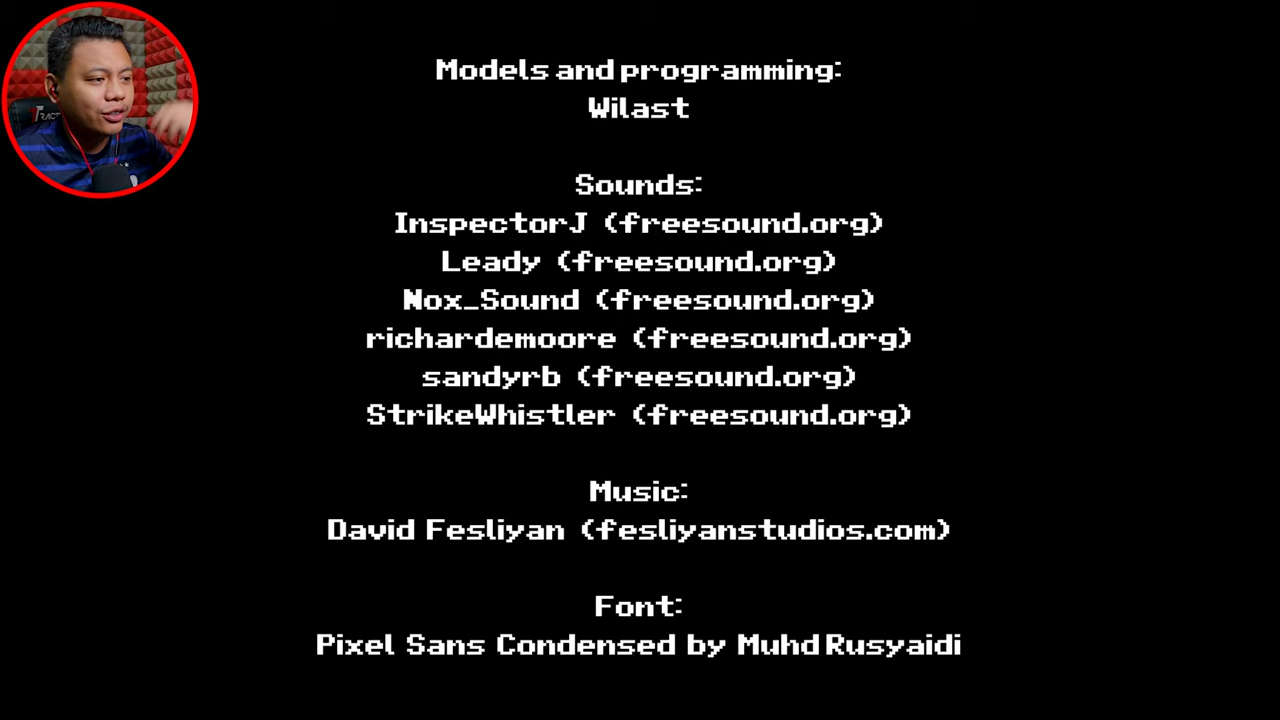 Models and programming:
Wilast
Sounds:
InspectorJ (freesound.org)
Leady (freesound.org)
Nox_Sound (freesound.org)
richardemoore (freesound.org)
sandyrb (freesound.org)
StrikeWhistler (freesound.org)
Music:
David Fesliyan (fesliyanstudios.com)
Font:
Pixel Sans Condensed by Muhd Rusyaidi